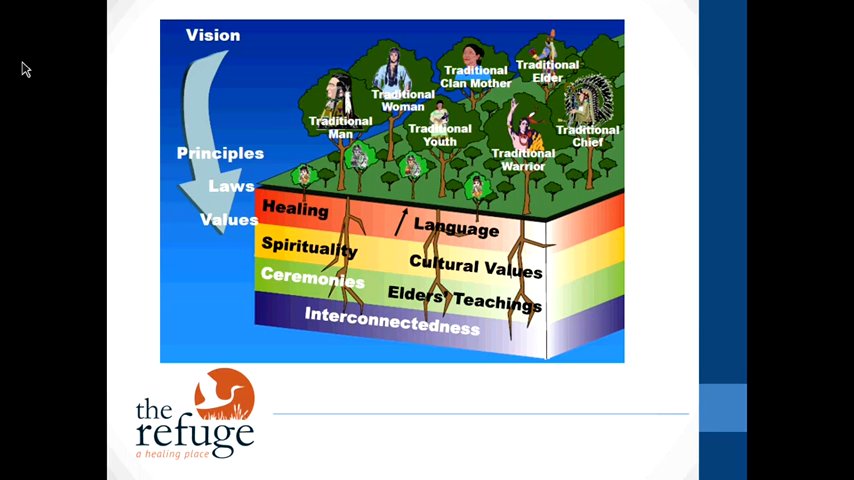 Vision
Traditional
Man
Traditional
Woman
Traditional
Clan Mother
Traditional
Elder
Traditional
Youth
Traditional
Warrior
Traditional
Chief
Principles
Laws
Values
Healing
Language
Spirituality
Cultural Values
Ceremonies
Elders' Teachings
Interconnectedness
the
refuge
a healing place